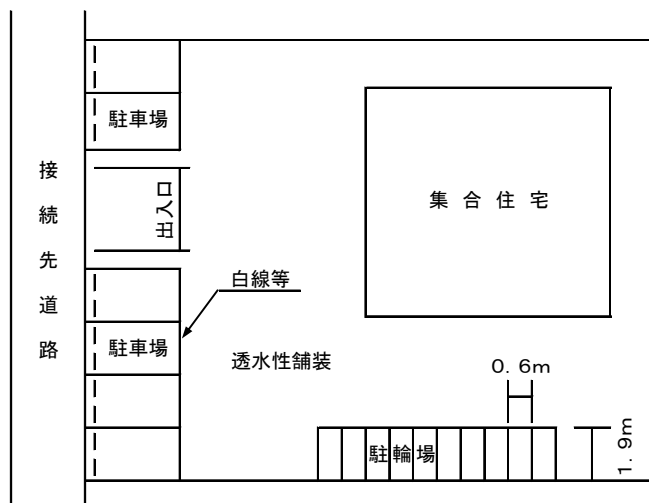 接続先道路
駐車場
出入口
集合住宅
白線等
駐車場
透水性舗装
0.6m
駐輪場
1.9m